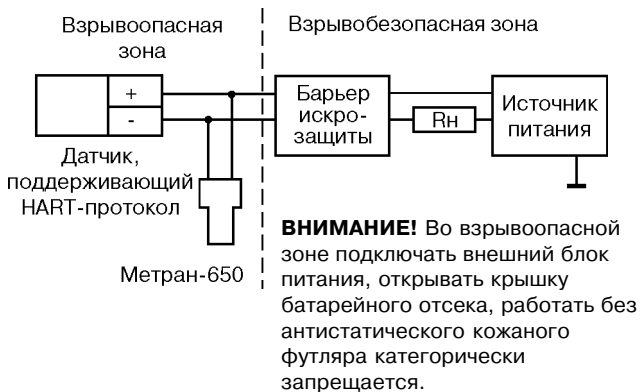 Взрывоопасная
зона
Взрывобезопасная зона
+
-
Барьер
искро-
защиты
Rн
Источник
питания
Датчик,
поддерживающий
HART-протокол
Метран-650
ВНИМАНИЕ! Во взрывоопасной
зоне подключать внешний блок
питания, открывать крышку
батарейного отсека, работать без
антистатического кожаного
футляра категорически
запрещается.